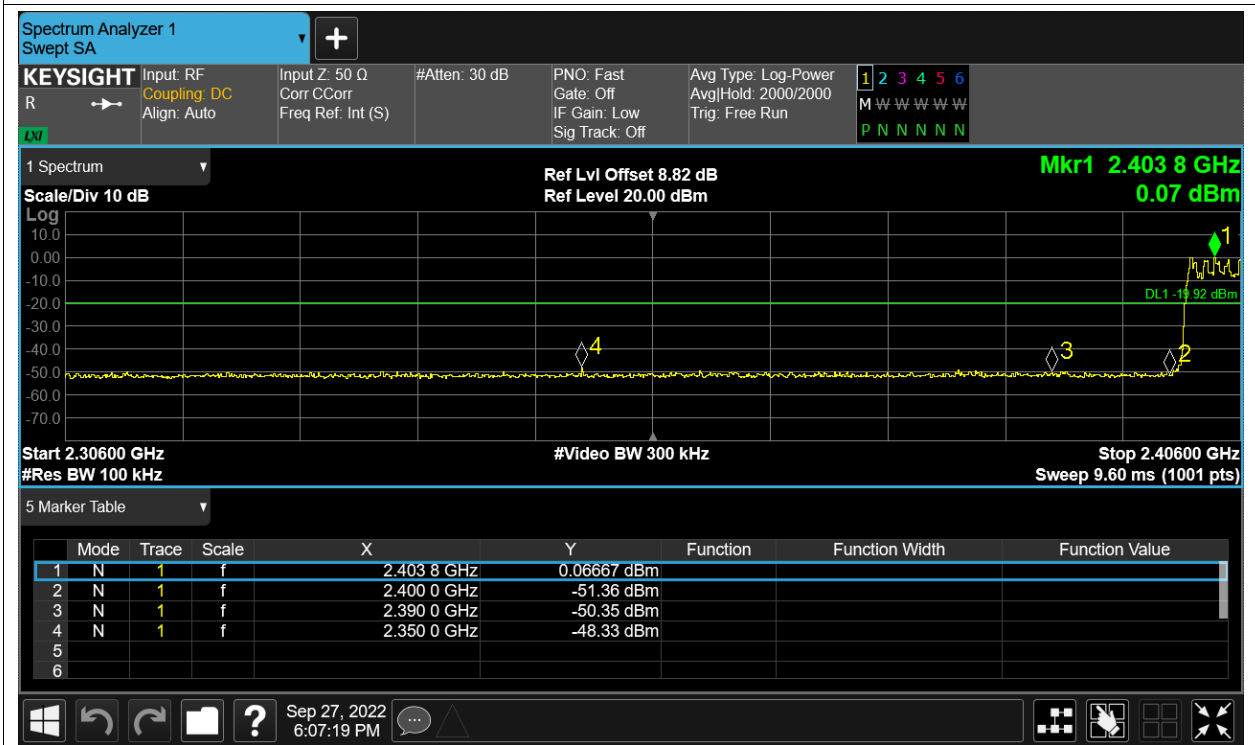 Spectrum Analyzer 1
Swept SA
KEYSIGHT Input: RF Input Z: 50 Ω #Atten: 30 dB PNO: Fast Avg Type: Log-Power 1 2 3 4 5 6
R Coupling: DC Corr CCorr Gate: Off Avg|Hold: 2000/2000 M W W W W W
Align: Auto Freq Ref: Int (S) IF Gain: Low Trig: Free Run
LXI Sig Track: Off P N N N N N
1 Spectrum Ref Lvl Offset 8.82 dB Mkr1 2.403 8 GHz
Scale/Div 10 dB Ref Level 20.00 dBm 0.07 dBm
Log
10.0
1
0.00
-10.0
DL1 -19.92 dBm
-20.0
-30.0
-40.0
4 3 2
-50.0
-60.0
-70.0
Start 2.30600 GHz #Video BW 300 kHz Stop 2.40600 GHz
#Res BW 100 kHz Sweep 9.60 ms (1001 pts)
5 Marker Table
Mode Trace Scale X Y Function Function Width Function Value
1 N 1 f 2.403 8 GHz 0.06667 dBm
2 N 1 f 2.400 0 GHz -51.36 dBm
3 N 1 f 2.390 0 GHz -50.35 dBm
4 N 1 f 2.350 0 GHz -48.33 dBm
5
6
? Sep 27, 2022
6:07:19 PM